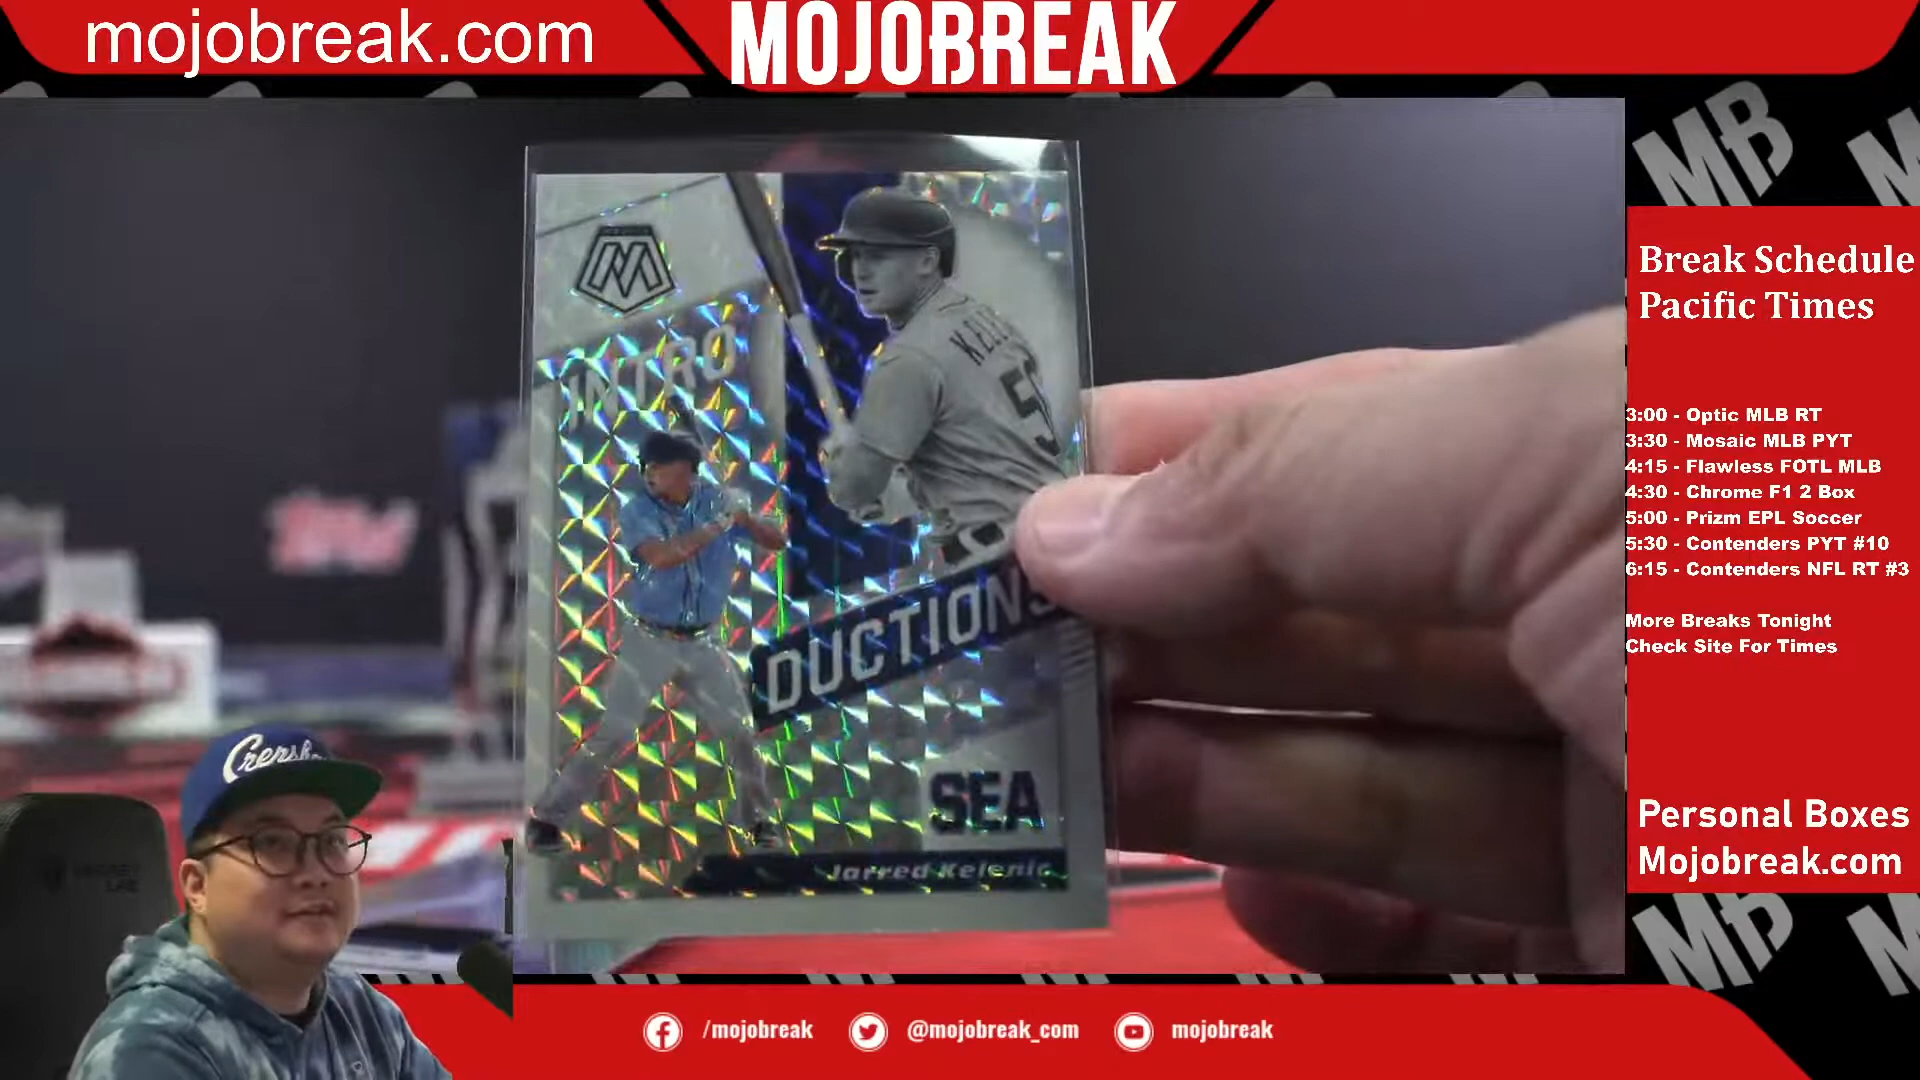 mojobreak.com
MOJOBREAK
INTRO
DUCTIONS
SEA
Jarred Kelenic
Break Schedule
Pacific Times
3:00 - Optic MLB RT
3:30 - Mosaic MLB PYT
4:15 - Flawless FOTL MLB
4:30 - Chrome F1 2 Box
5:00 - Prizm EPL Soccer
5:30 - Contenders PYT #10
6:15 - Contenders NFL RT #3
More Breaks Tonight
Check Site For Times
Personal Boxes
Mojobreak.com
MB
MB
/mojobreak
@mojobreak_com
mojobreak